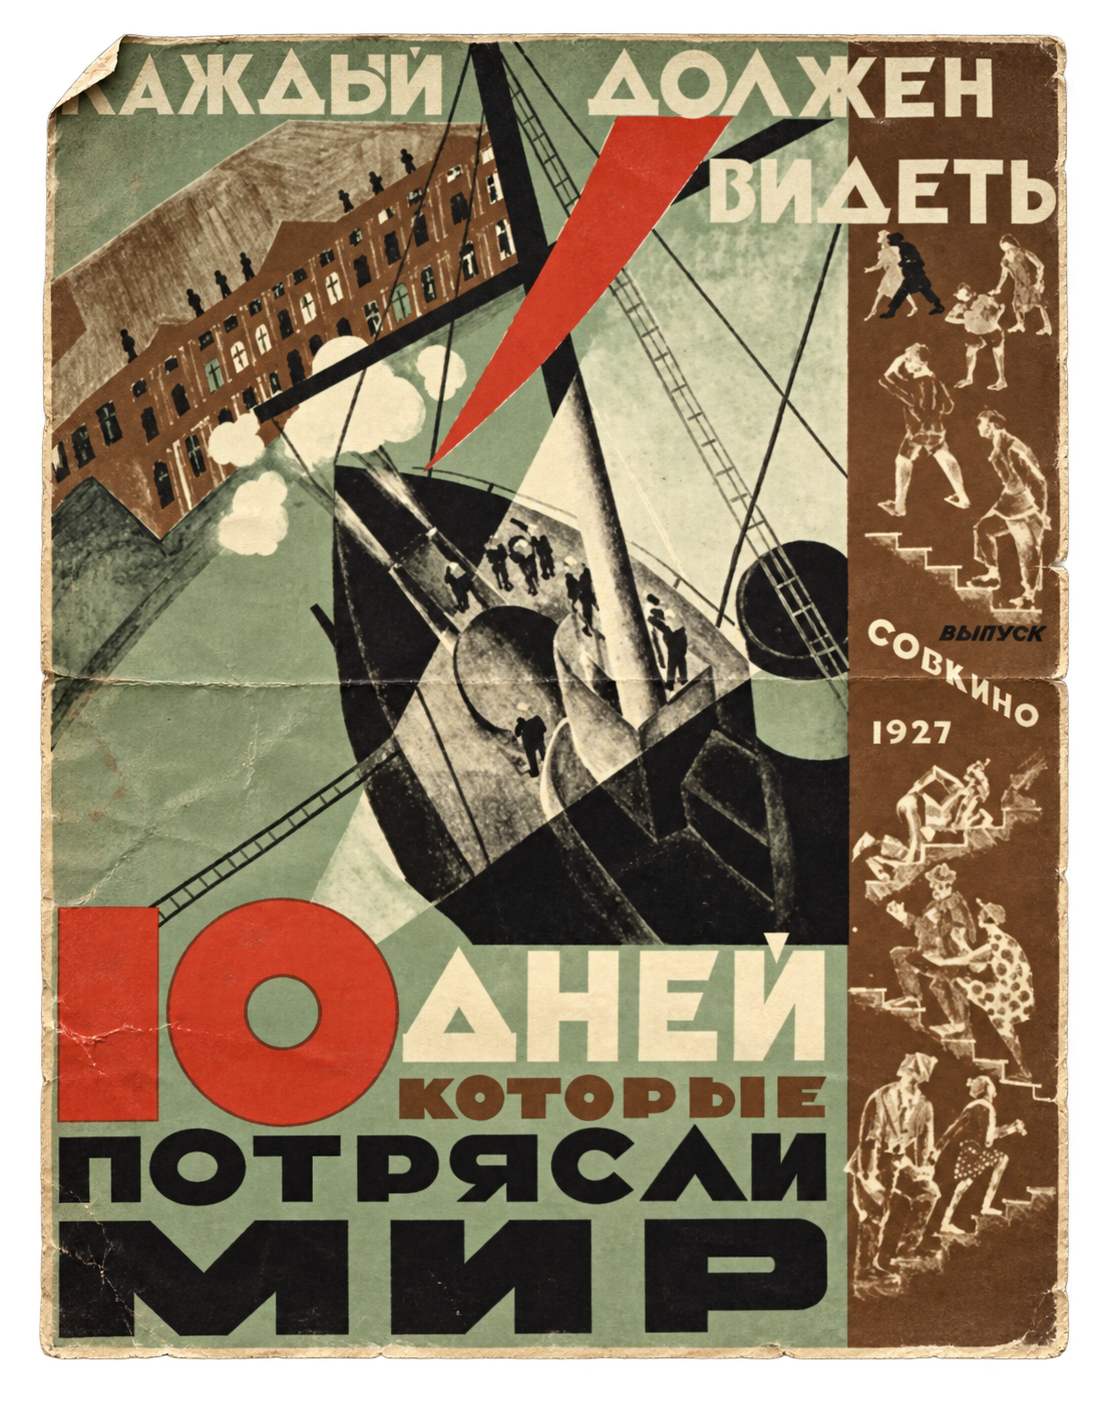 КАЖДЫЙ ДОЛЖЕН
ВИДЕТЬ
ВЫПУСК
СОВКИНО
1927
10 ДНЕЙ
КОТОРЫЕ
ПОТРЯСЛИ
МИР